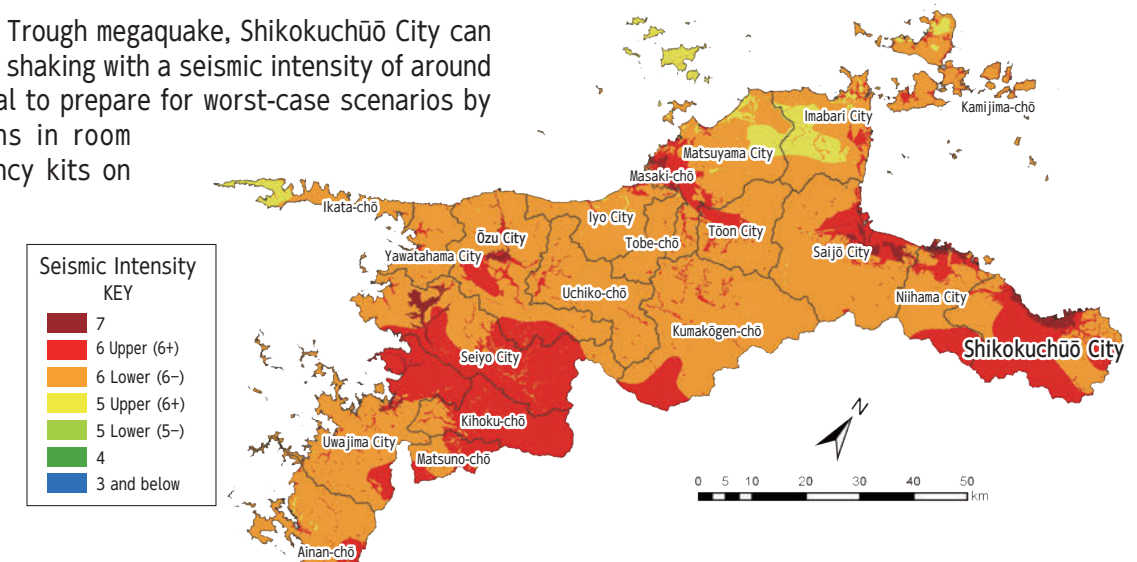 Trough megaquake, Shikokuchūō City can
shaking with a seismic intensity of around
al to prepare for worst-case scenarios by
ns in room
ncy kits on
Kamijima-chō
Imabari City
Matsuyama City
Masaki-chō
Ikata-chō
Iyo City
Ōzu City
Tōon City
Tobe-chō
Saijō City
Yawatahama City
Uchiko-chō
Niihama City
Kumakōgen-chō
Shikokuchūō City
Seiyo City
Kihoku-chō
Uwajima City
Matsuno-chō
Ainan-chō
Seismic Intensity
KEY
7
6 Upper (6+)
6 Lower (6−)
5 Upper (6+)
5 Lower (5−)
4
3 and below
N
0 5 10 20 30 40 50
km